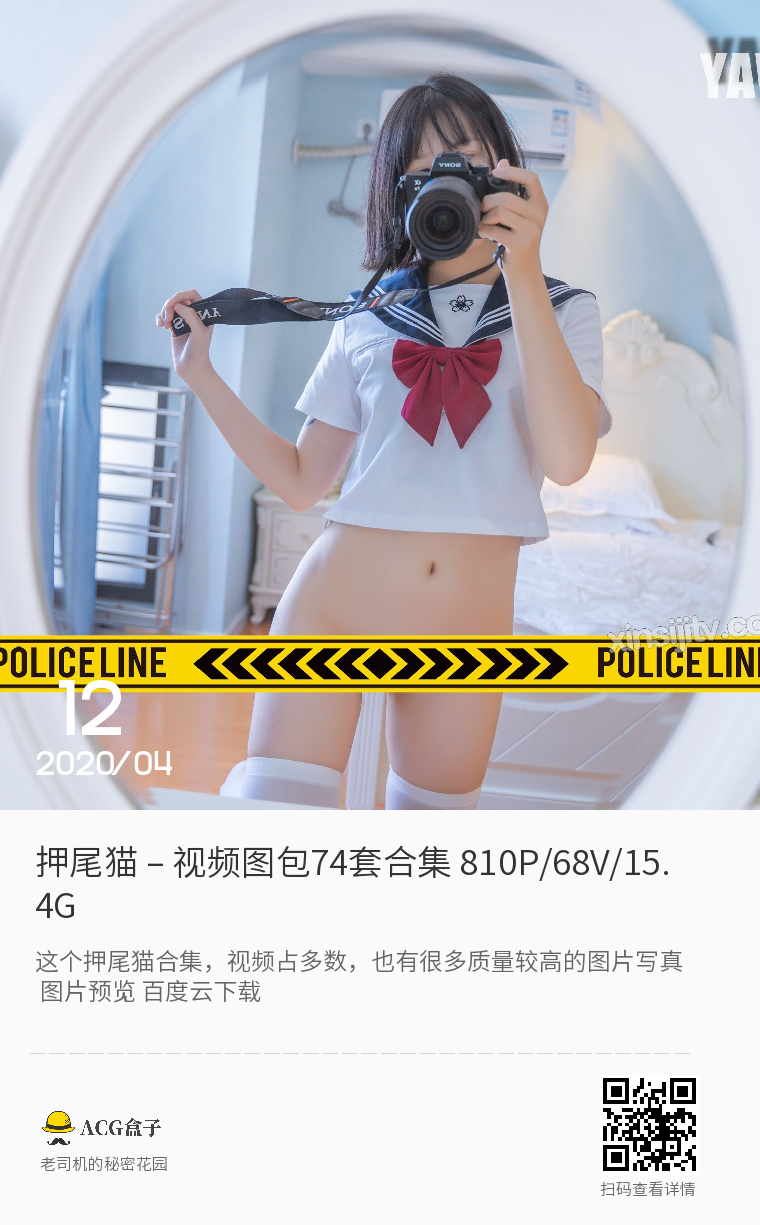 YA
SONY
POLICE LINE
POLICE LIN
xinsijitv.co
12
2020/04
押尾猫 – 视频图包74套合集 810P/68V/15.
4G
这个押尾猫合集，视频占多数，也有很多质量较高的图片写真
图片预览 百度云下载
ACG盒子
老司机的秘密花园
扫码查看详情